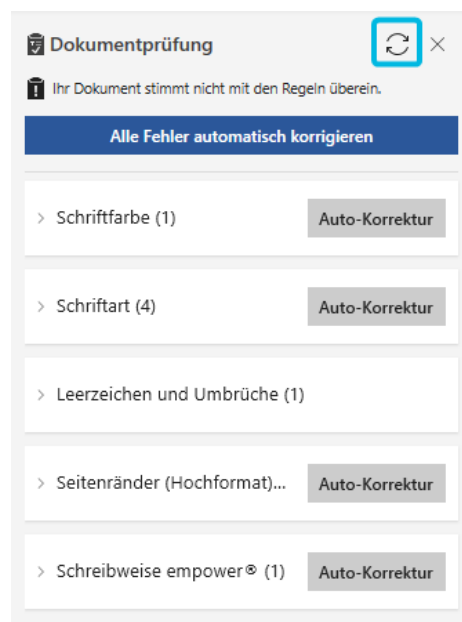 Dokumentprüfung
Ihr Dokument stimmt nicht mit den Regeln überein.
Alle Fehler automatisch korrigieren
Schriftfarbe (1) Auto-Korrektur
Schriftart (4) Auto-Korrektur
Leerzeichen und Umbrüche (1)
Seitenränder (Hochformat)... Auto-Korrektur
Schreibweise empower® (1) Auto-Korrektur